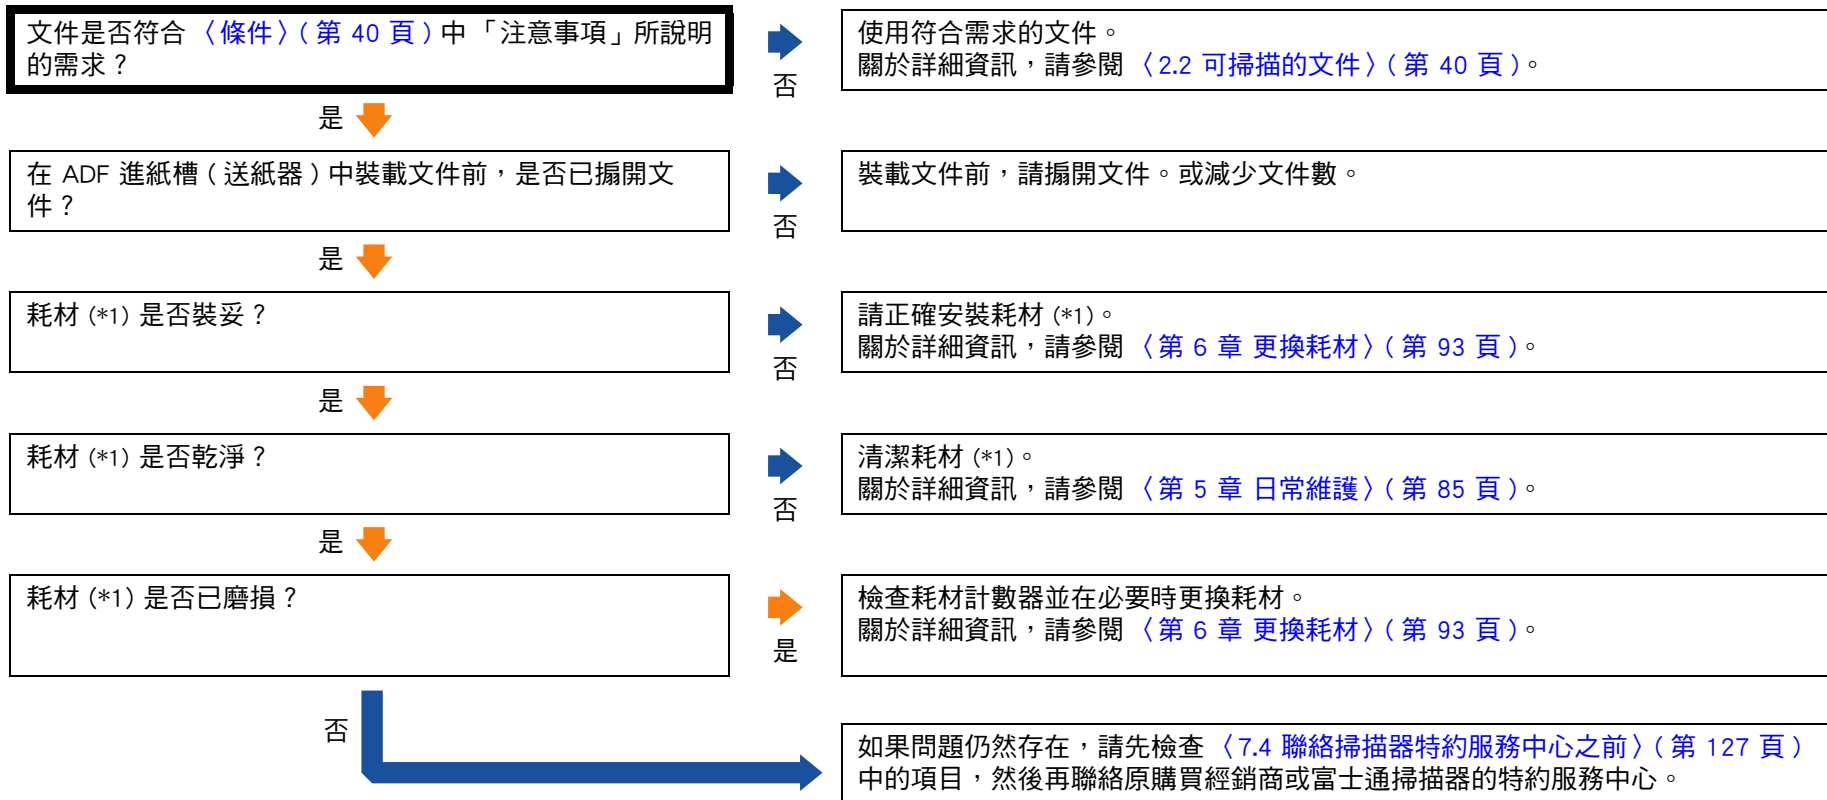 文件是否符合 〈條件〉( 第 40 頁 ) 中「注意事項」所說明
的需求？
否
使用符合需求的文件。
關於詳細資訊，請參閱 〈2.2 可掃描的文件〉( 第 40 頁 )。
是
在 ADF 進紙槽 ( 送紙器 ) 中裝載文件前，是否已搧開文
件？
否
裝載文件前，請搧開文件。或減少文件數。
是
耗材 (*1) 是否裝妥？
否
請正確安裝耗材 (*1)。
關於詳細資訊，請參閱 〈第 6 章 更換耗材〉( 第 93 頁 )。
是
耗材 (*1) 是否乾淨？
否
清潔耗材 (*1)。
關於詳細資訊，請參閱 〈第 5 章 日常維護〉( 第 85 頁 )。
是
耗材 (*1) 是否已磨損？
是
檢查耗材計數器並在必要時更換耗材。
關於詳細資訊，請參閱 〈第 6 章 更換耗材〉( 第 93 頁 )。
否
如果問題仍然存在，請先檢查 〈7.4 聯絡掃描器特約服務中心之前〉( 第 127 頁 )
中的項目，然後再聯絡原購買經銷商或富士通掃描器的特約服務中心。